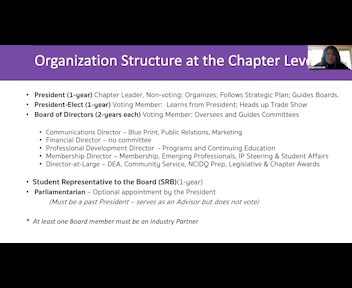 Organization Structure at the Chapter Leve
• President (1-year) Chapter Leader, Non-voting; Organizes; Follows Strategic Plan; Guides Board.
• President-Elect (1-year) Voting Member: Learns from President; Heads up Trade Show
• Board of Directors (2-years each) Voting Member: Oversees and Guides Committees
• Communications Director – Blue Print, Public Relations, Marketing
• Financial Director – no committee
• Professional Development Director - Programs and Continuing Education
• Membership Director – Membership, Emerging Professionals, IP Steering & Student Affairs
• Director-at-Large – DEA, Community Service, NCIDQ Prep, Legislative & Chapter Awards
• Student Representative to the Board (SRB)(1-year)
• Parliamentarian – Optional appointment by the President
(Must be a past President – serves as an Advisor but does not vote)
* At least one Board member must be an Industry Partner